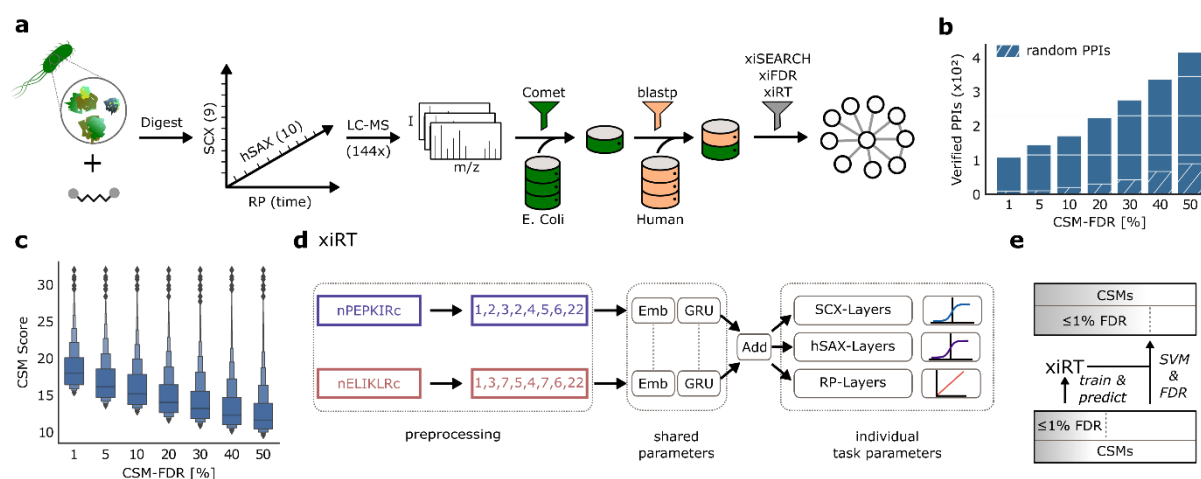 a
Digest
+
SCX (9)
hSAX (10)
RP (time)
LC-MS
(144x)
I
m/z
Comet
E. Coli
blastp
Human
xiSEARCH
xiFDR
xiRT
b
random PPIs
Verified PPIs (x10²)
4
3
2
1
0
1 5 10 20 30 40 50
CSM-FDR [%]
c
CSM Score
30
25
20
15
10
1 5 10 20 30 40 50
CSM-FDR [%]
d xiRT
nPEPKIRc
1,2,3,2,4,5,6,22
Emb
GRU
nELIKLRc
1,3,7,5,4,7,6,22
Emb
GRU
Add
SCX-Layers
hSAX-Layers
RP-Layers
preprocessing
shared
parameters
individual
task parameters
e
CSMs
≤1% FDR
xiRT
train &
predict
SVM
&
FDR
≤1% FDR
CSMs